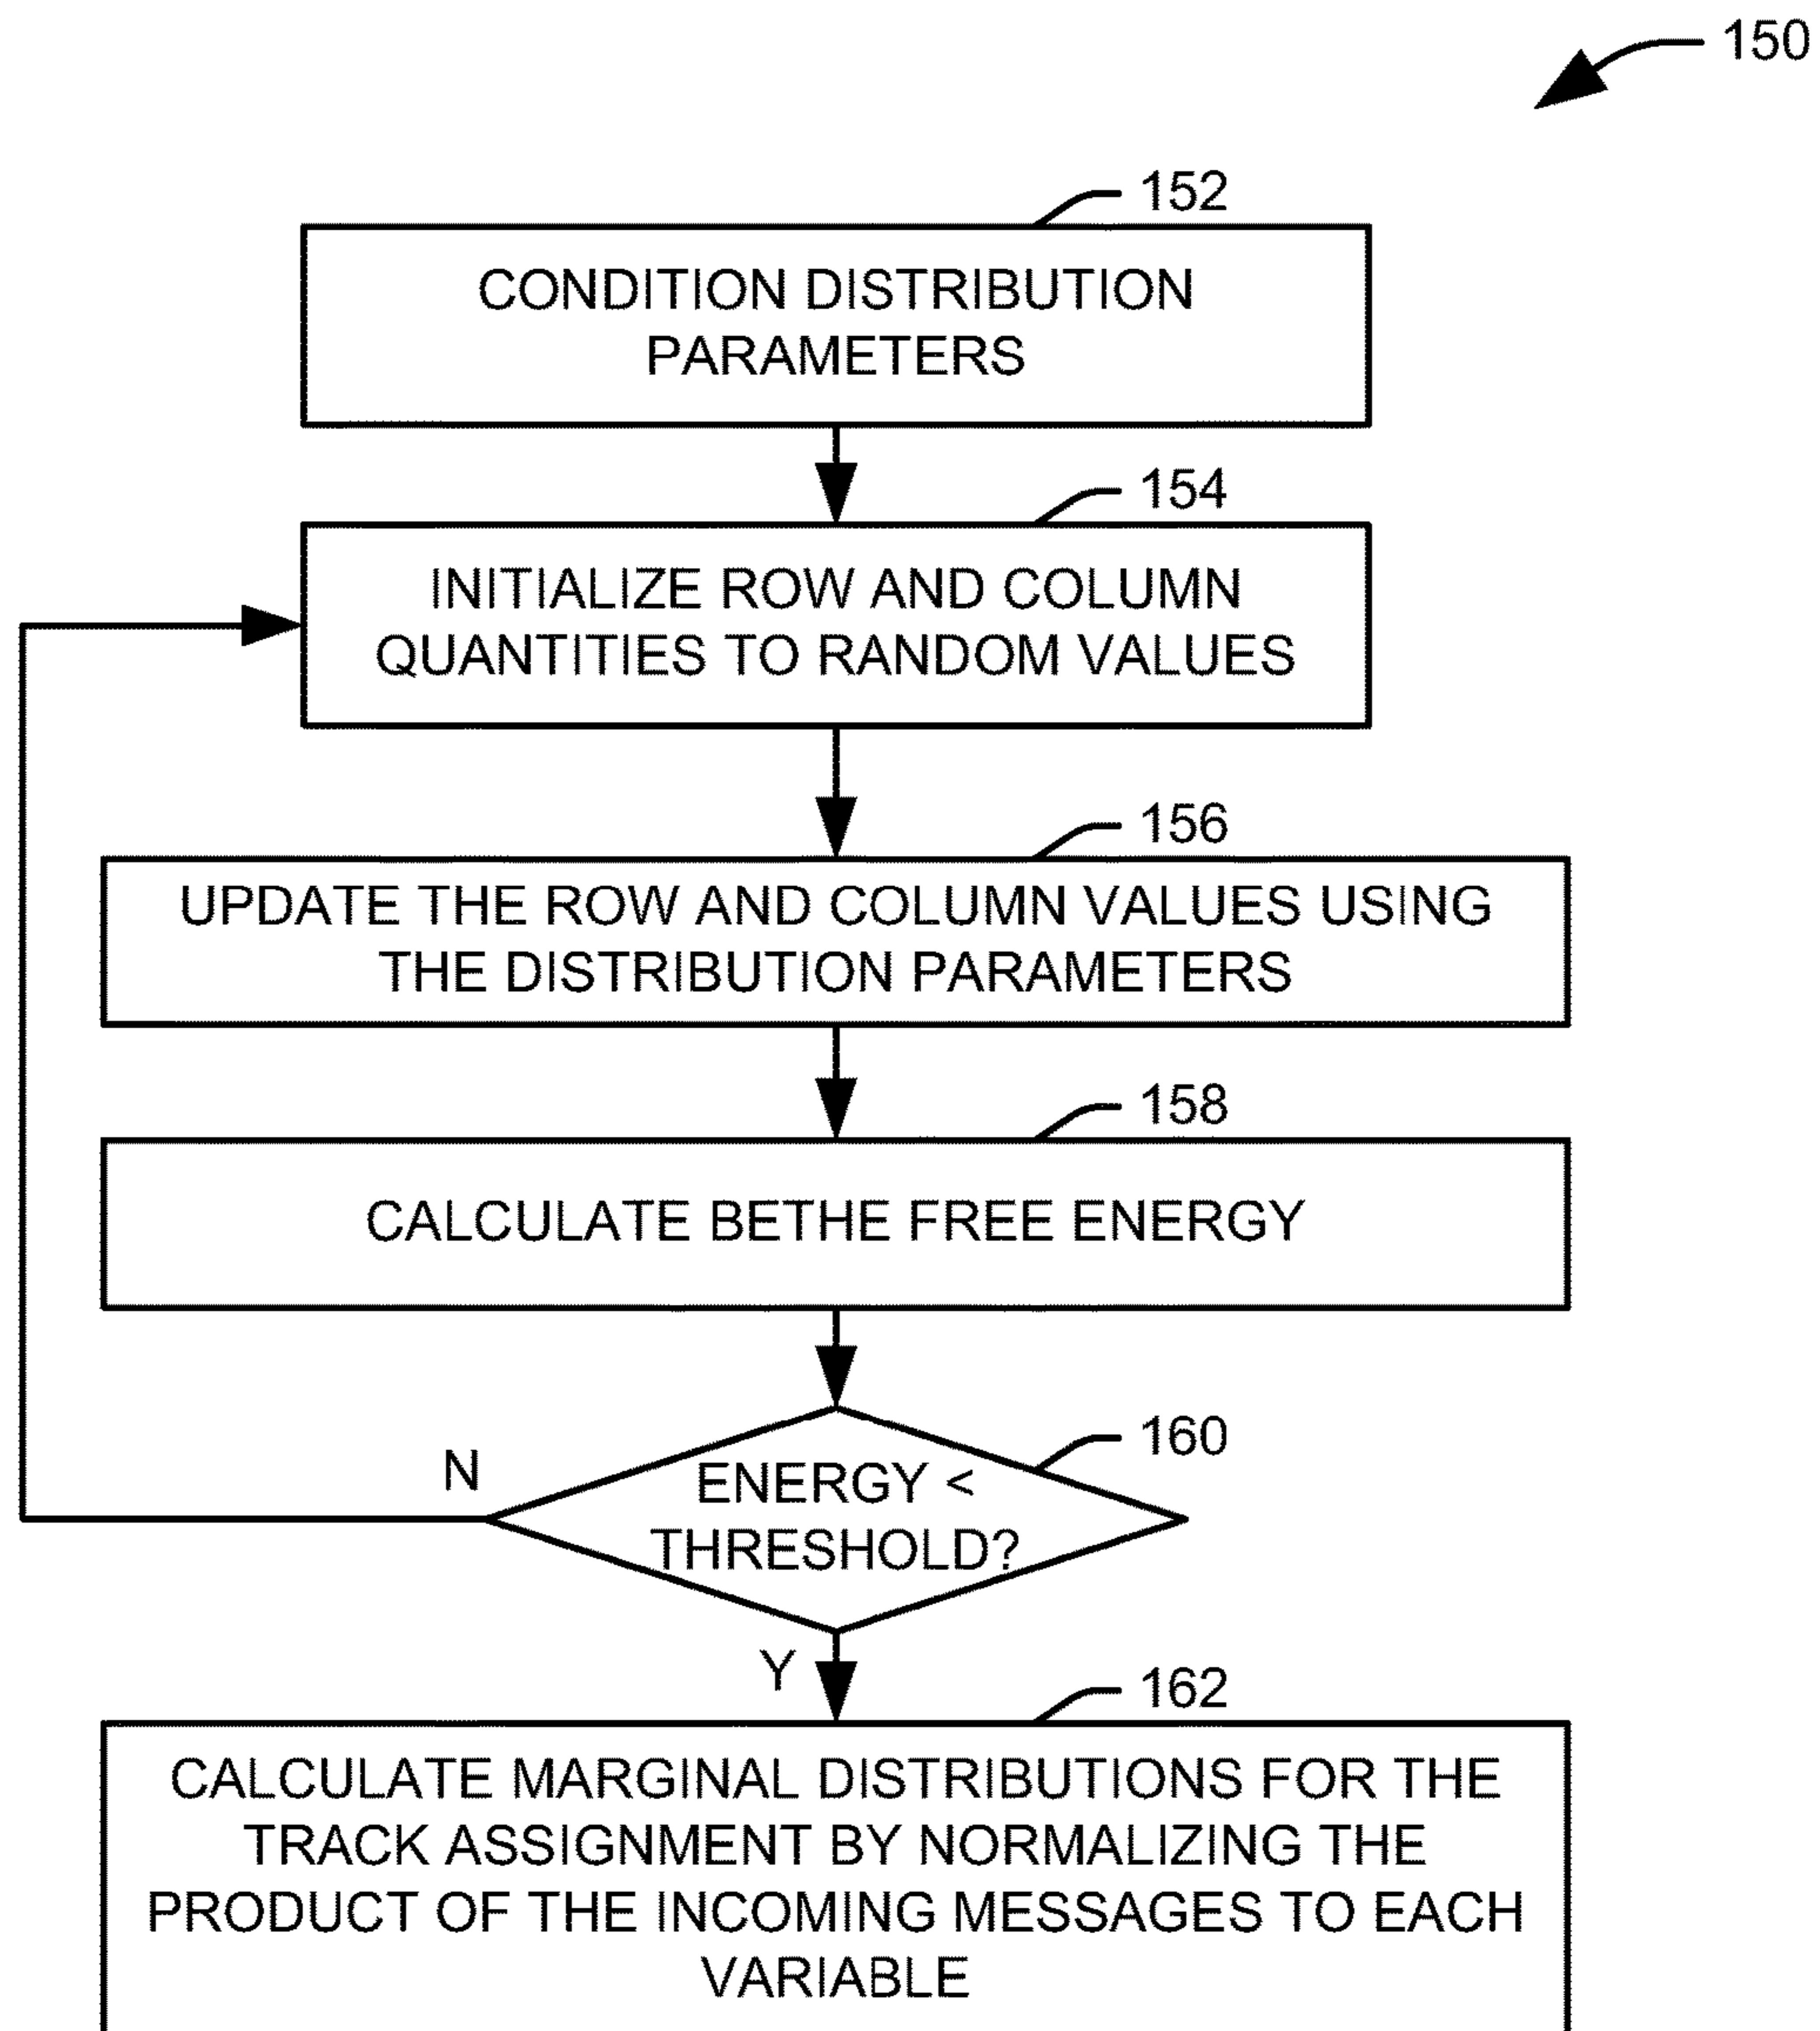 150
152
CONDITION DISTRIBUTION
PARAMETERS
154
INITIALIZE ROW AND COLUMN
QUANTITIES TO RANDOM VALUES
156
UPDATE THE ROW AND COLUMN VALUES USING
THE DISTRIBUTION PARAMETERS
158
CALCULATE BETHE FREE ENERGY
160
N
ENERGY <
THRESHOLD?
Y
162
CALCULATE MARGINAL DISTRIBUTIONS FOR THE
TRACK ASSIGNMENT BY NORMALIZING THE
PRODUCT OF THE INCOMING MESSAGES TO EACH
VARIABLE